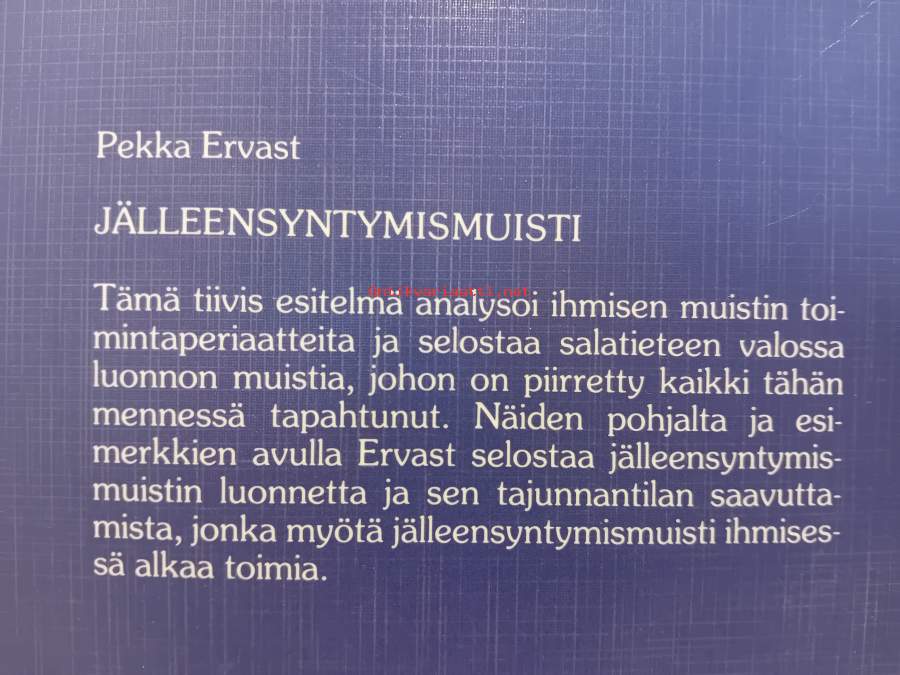 Pekka Ervast
JÄLLEENSYNTYMISMUISTI
Antikvariaatti.net
Tämä tiivis esitelmä analysoi ihmisen muistin toi-
mintaperiaatteita ja selostaa salatieteen valossa
luonnon muistia, johon on piirretty kaikki tähän
mennessä tapahtunut. Näiden pohjalta ja esi-
merkkien avulla Ervast selostaa jälleensyntymis-
muistin luonnetta ja sen tajunnantilan saavutta-
mista, jonka myötä jälleensyntymismuisti ihmises-
sä alkaa toimia.